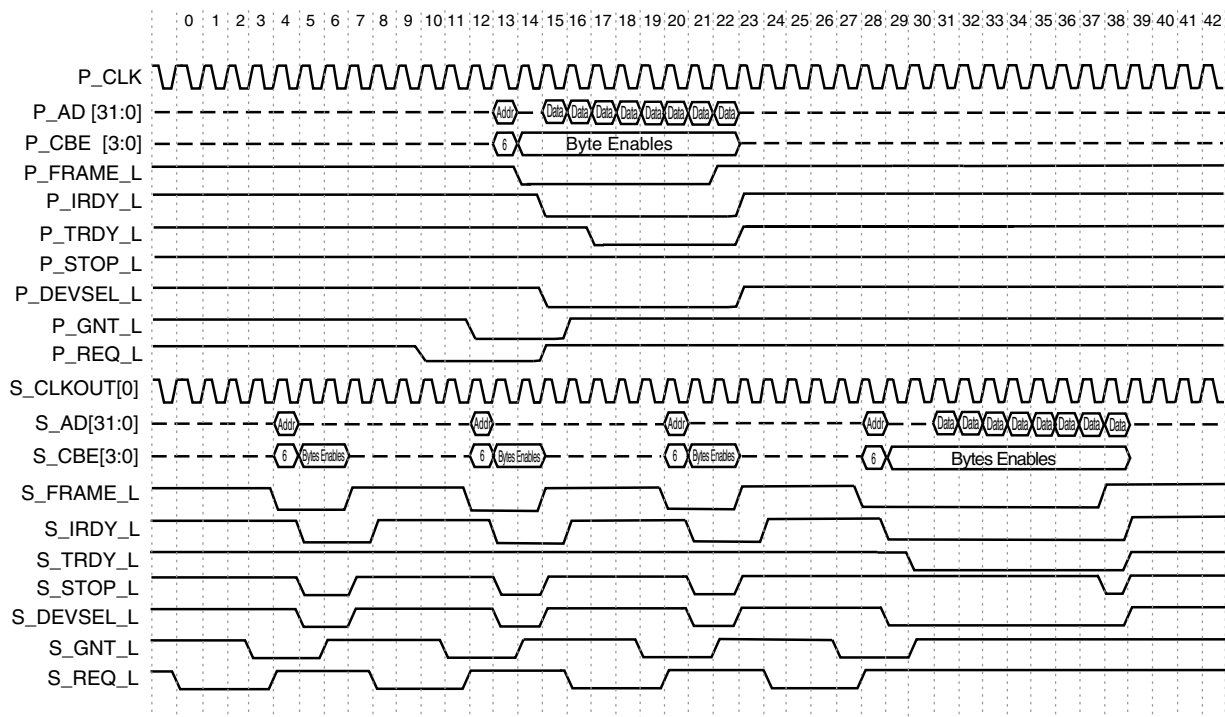 0 1 2 3 4 5 6 7 8 9 10 11 12 13 14 15 16 17 18 19 20 21 22 23 24 25 26 27 28 29 30 31 32 33 34 35 36 37 38 39 40 41 42
P_CLK
P_AD [31:0] Addr Data Data Data Data Data Data Data Data
P_CBE [3:0] 6 Byte Enables
P_FRAME_L
P_IRDY_L
P_TRDY_L
P_STOP_L
P_DEVSEL_L
P_GNT_L
P_REQ_L
S_CLKOUT[0]
S_AD[31:0] Addr Addr Addr Addr Data Data Data Data Data Data Data Data
S_CBE[3:0] 6 Bytes Enables 6 Bytes Enables 6 Bytes Enables 6 Bytes Enables
S_FRAME_L
S_IRDY_L
S_TRDY_L
S_STOP_L
S_DEVSEL_L
S_GNT_L
S_REQ_L